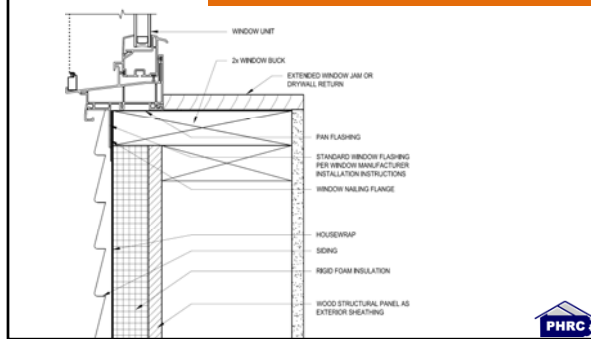 WINDOW UNIT
2x WINDOW BUCK
EXTENDED WINDOW JAM OR
DRYWALL RETURN
PAN FLASHING
STANDARD WINDOW FLASHING
PER WINDOW MANUFACTURER
INSTALLATION INSTRUCTIONS
WINDOW NAILING FLANGE
HOUSEWRAP
SIDING
RIGID FOAM INSULATION
WOOD STRUCTURAL PANEL AS
EXTERIOR SHEATHING
PHRC